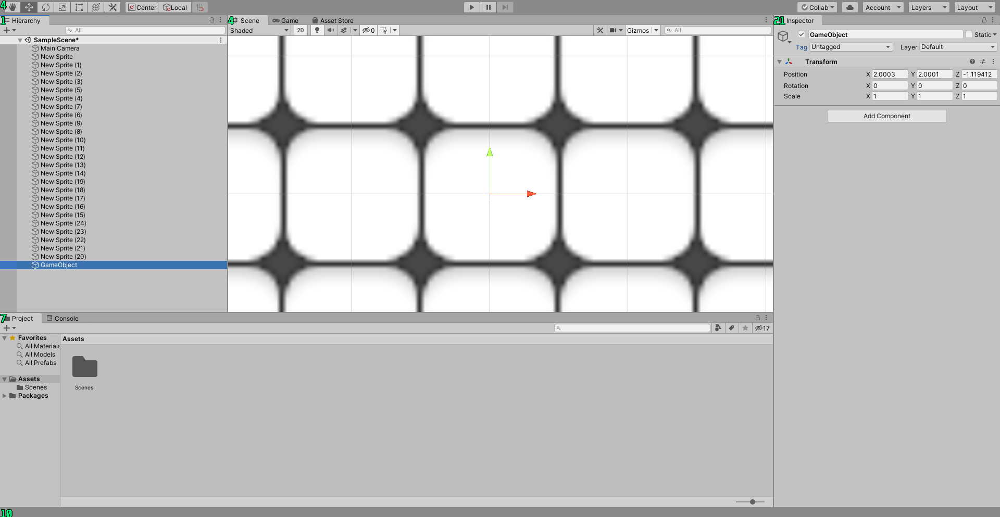 4
Center
Local
Collab
Account
Layers
Layout
1 Hierarchy
All
SampleScene*
Main Camera
New Sprite
New Sprite (1)
New Sprite (2)
New Sprite (3)
New Sprite (5)
New Sprite (4)
New Sprite (7)
New Sprite (6)
New Sprite (9)
New Sprite (8)
New Sprite (10)
New Sprite (11)
New Sprite (12)
New Sprite (13)
New Sprite (14)
New Sprite (19)
New Sprite (18)
New Sprite (17)
New Sprite (16)
New Sprite (15)
New Sprite (24)
New Sprite (23)
New Sprite (22)
New Sprite (21)
New Sprite (20)
GameObject
4 Scene
Game
Asset Store
Shaded
2D
0
Gizmos
All
21 Inspector
GameObject
Static
Tag Untagged
Layer Default
Transform
Position X 2.0003 Y 2.0001 Z -1.119412
Rotation X 0 Y 0 Z 0
Scale X 1 Y 1 Z 1
Add Component
7 Project
Console
17
Favorites
All Materials
All Models
All Prefabs
Assets
Scenes
Packages
Assets
Scenes
10